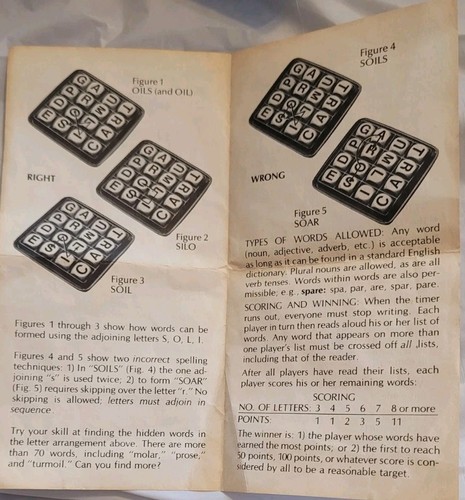 Figure 1
OILS (and OIL)
RIGHT
Figure 2
SILO
Figure 3
SOIL
Figures 1 through 3 show how words can be
formed using the adjoining letters S, O, L, I.
Figures 4 and 5 show two incorrect spelling
techniques: 1) In "SOILS" (Fig. 4) the one ad-
joining "s" is used twice; 2) to form "SOAR"
(Fig. 5) requires skipping over the letter "r." No
skipping is allowed; letters must adjoin in
sequence.
Try your skill at finding the hidden words in
the letter arrangement above. There are more
than 70 words, including "molar," "prose,"
and "turmoil." Can you find more?
Figure 4
SOILS
WRONG
Figure 5
SOAR
TYPES OF WORDS ALLOWED: Any word
(noun, adjective, adverb, etc.) is acceptable
as long as it can be found in a standard English
dictionary. Plural nouns are allowed, as are all
verb tenses. Words within words are also per-
missible; e.g., spare: spa, par, are, spar, pare.
SCORING AND WINNING: When the timer
runs out, everyone must stop writing. Each
player in turn then reads aloud his or her list of
words. Any word that appears on more than
one player's list must be crossed off all lists,
including that of the reader.
After all players have read their lists, each
player scores his or her remaining words:
SCORING
NO. OF LETTERS: 3 4 5 6 7 8 or more
POINTS: 1 1 2 3 5 11
The winner is: 1) the player whose words have
earned the most points; or 2) the first to reach
50 points, 100 points, or whatever score is con-
sidered by all to be a reasonable target.